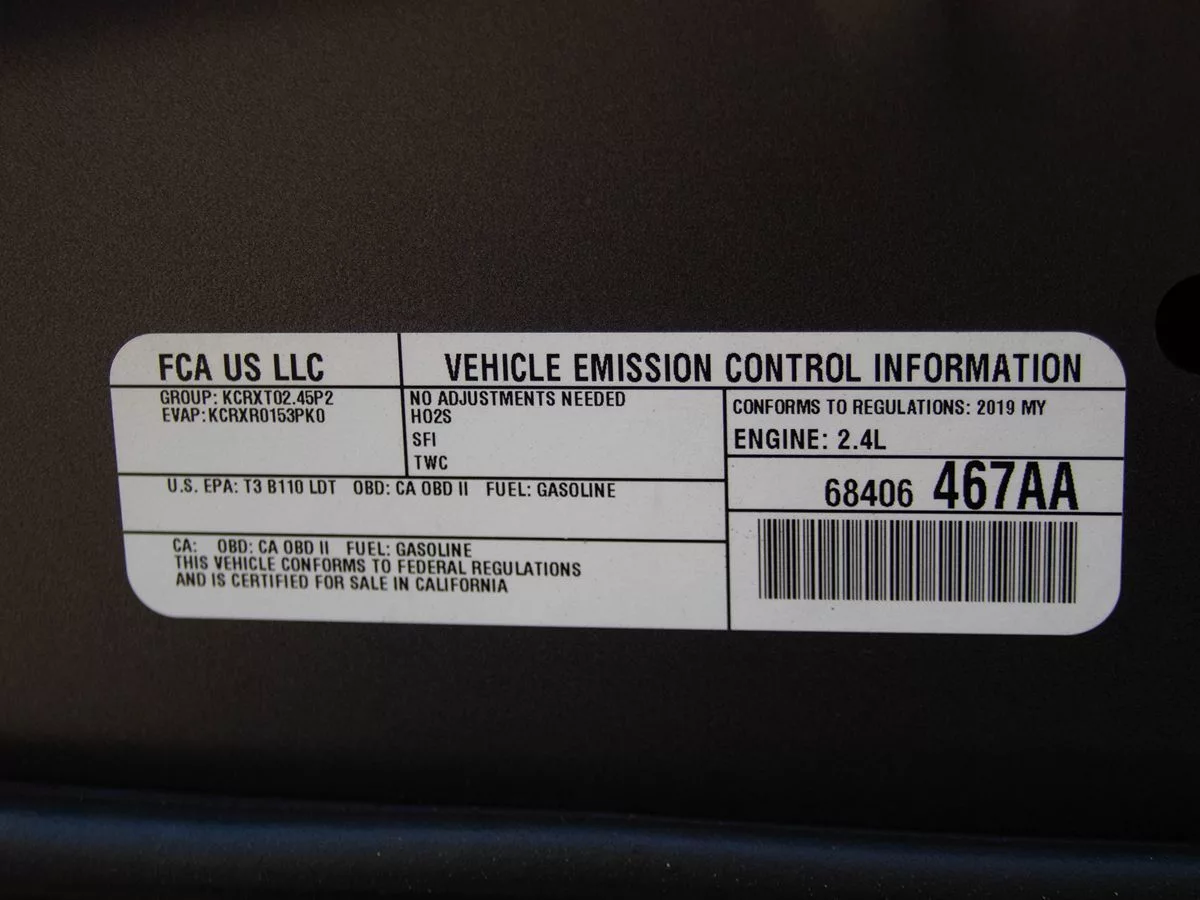 FCA US LLC
VEHICLE EMISSION CONTROL INFORMATION
GROUP: KCRXT02.45P2
EVAP: KCRXR0153PK0
NO ADJUSTMENTS NEEDED
HO2S
SFI
TWC
CONFORMS TO REGULATIONS: 2019 MY
ENGINE: 2.4L
68406 467AA
U.S. EPA: T3 B110 LDT OBD: CA OBD II FUEL: GASOLINE
CA: OBD: CA OBD II FUEL: GASOLINE
THIS VEHICLE CONFORMS TO FEDERAL REGULATIONS
AND IS CERTIFIED FOR SALE IN CALIFORNIA